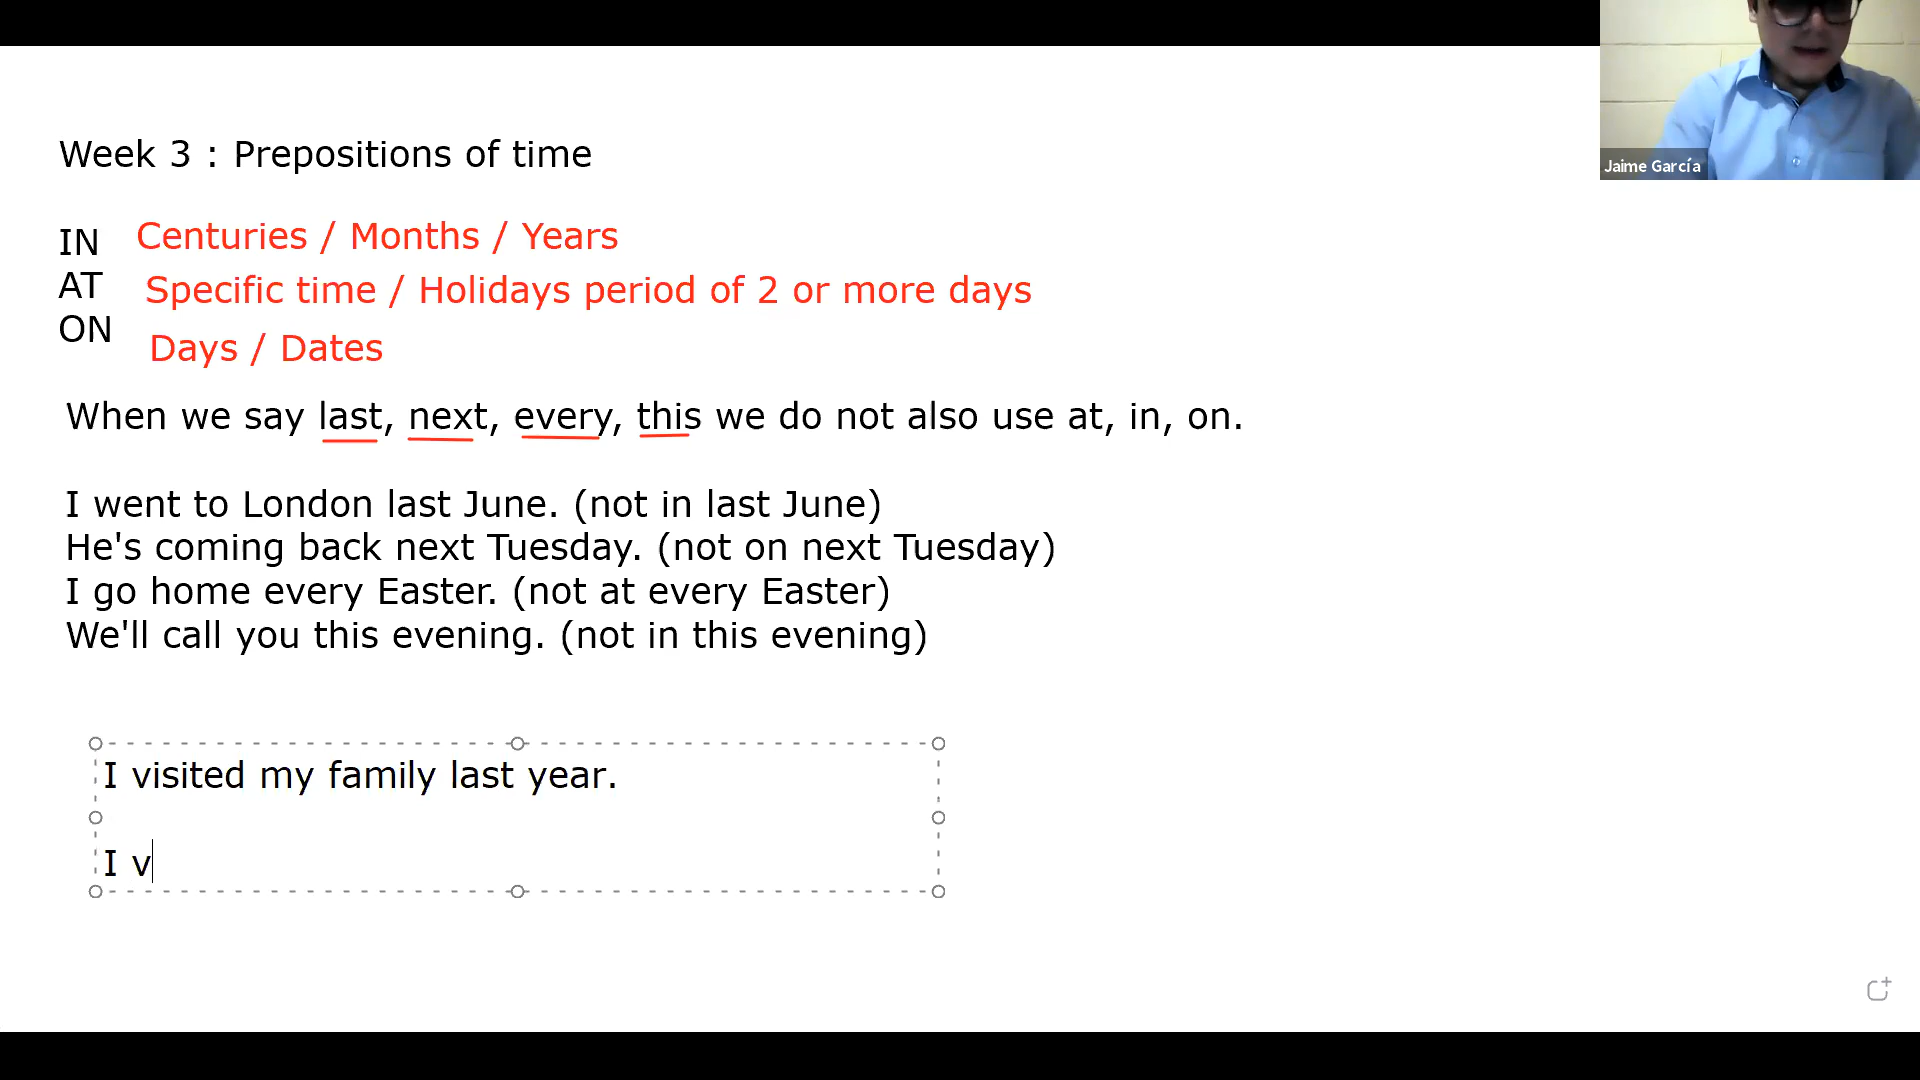 Week 3 : Prepositions of time
IN Centuries / Months / Years
AT Specific time / Holidays period of 2 or more days
ON Days / Dates
When we say last, next, every, this we do not also use at, in, on.
I went to London last June. (not in last June)
He's coming back next Tuesday. (not on next Tuesday)
I go home every Easter. (not at every Easter)
We'll call you this evening. (not in this evening)
I visited my family last year.
I v
Jaime García